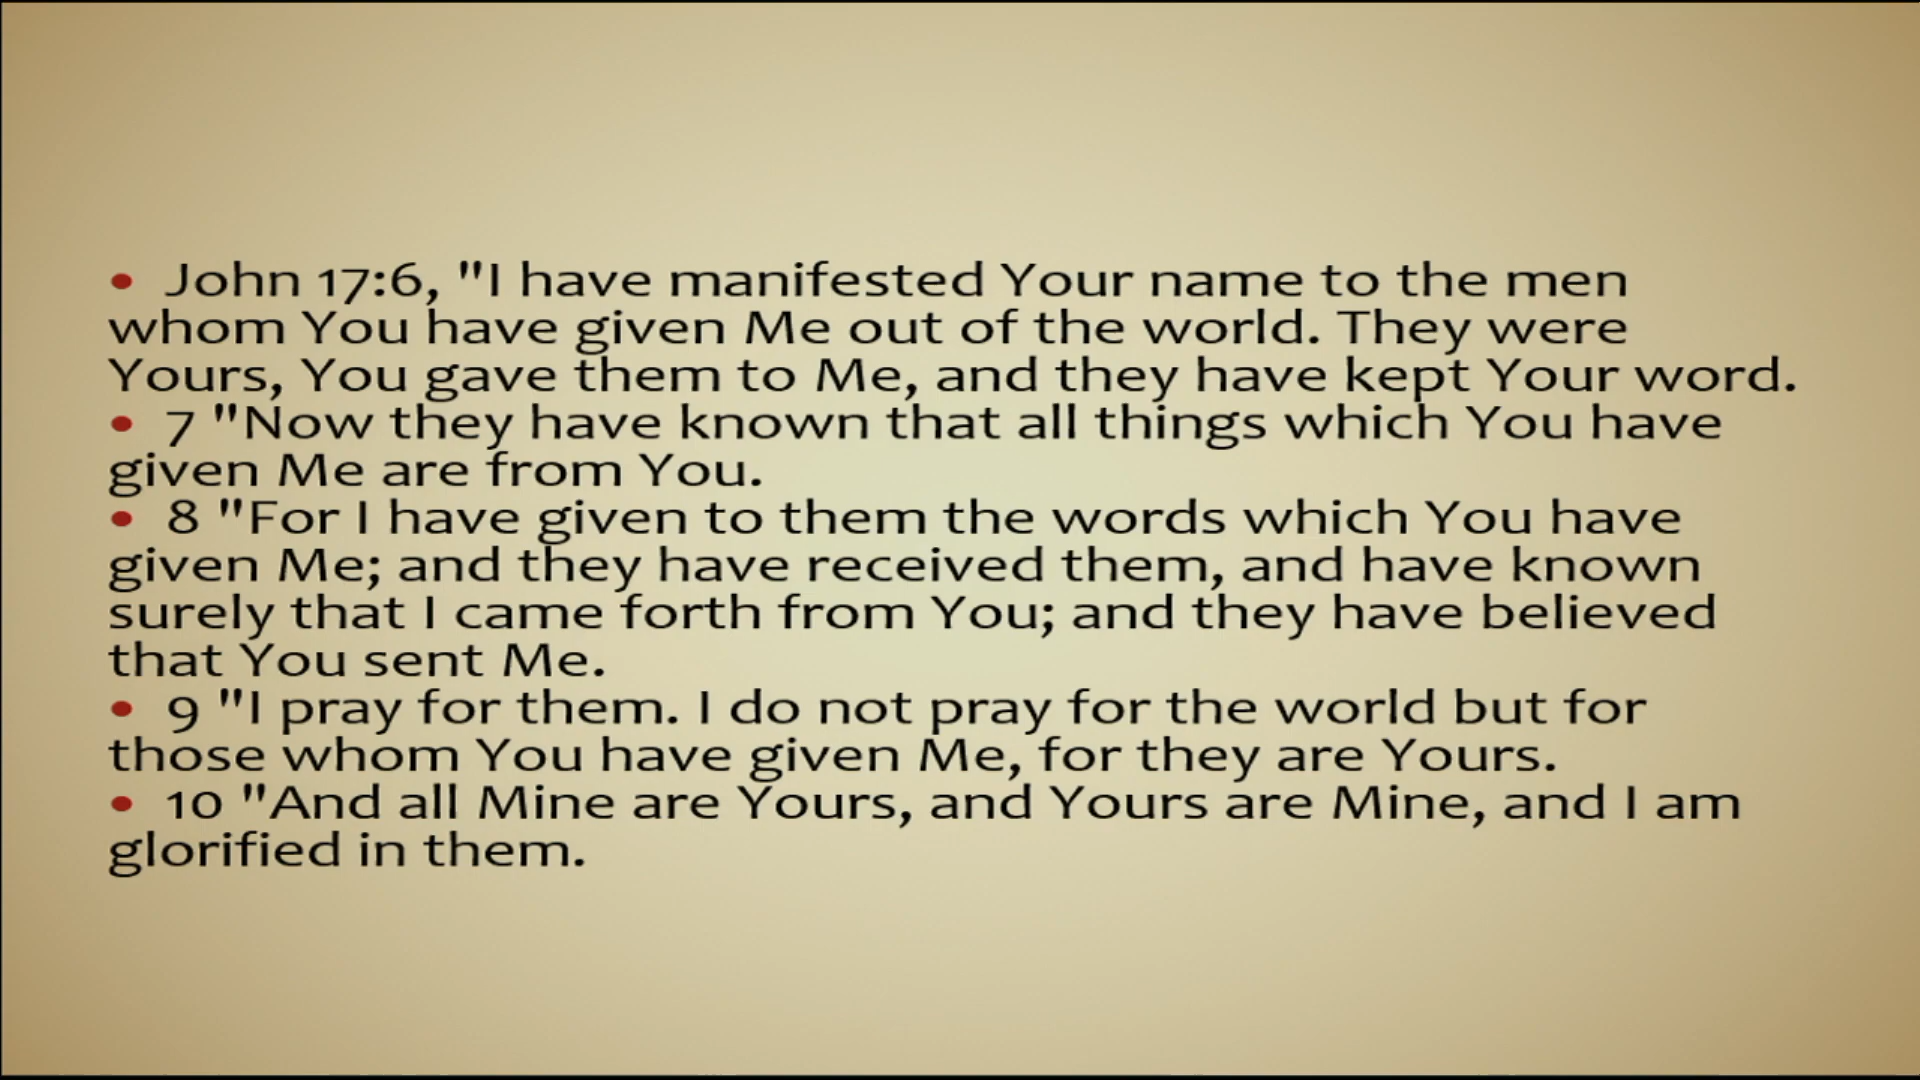 • John 17:6, "I have manifested Your name to the men
whom You have given Me out of the world. They were
Yours, You gave them to Me, and they have kept Your word.
• 7 "Now they have known that all things which You have
given Me are from You.
• 8 "For I have given to them the words which You have
given Me; and they have received them, and have known
surely that I came forth from You; and they have believed
that You sent Me.
• 9 "I pray for them. I do not pray for the world but for
those whom You have given Me, for they are Yours.
• 10 "And all Mine are Yours, and Yours are Mine, and I am
glorified in them.